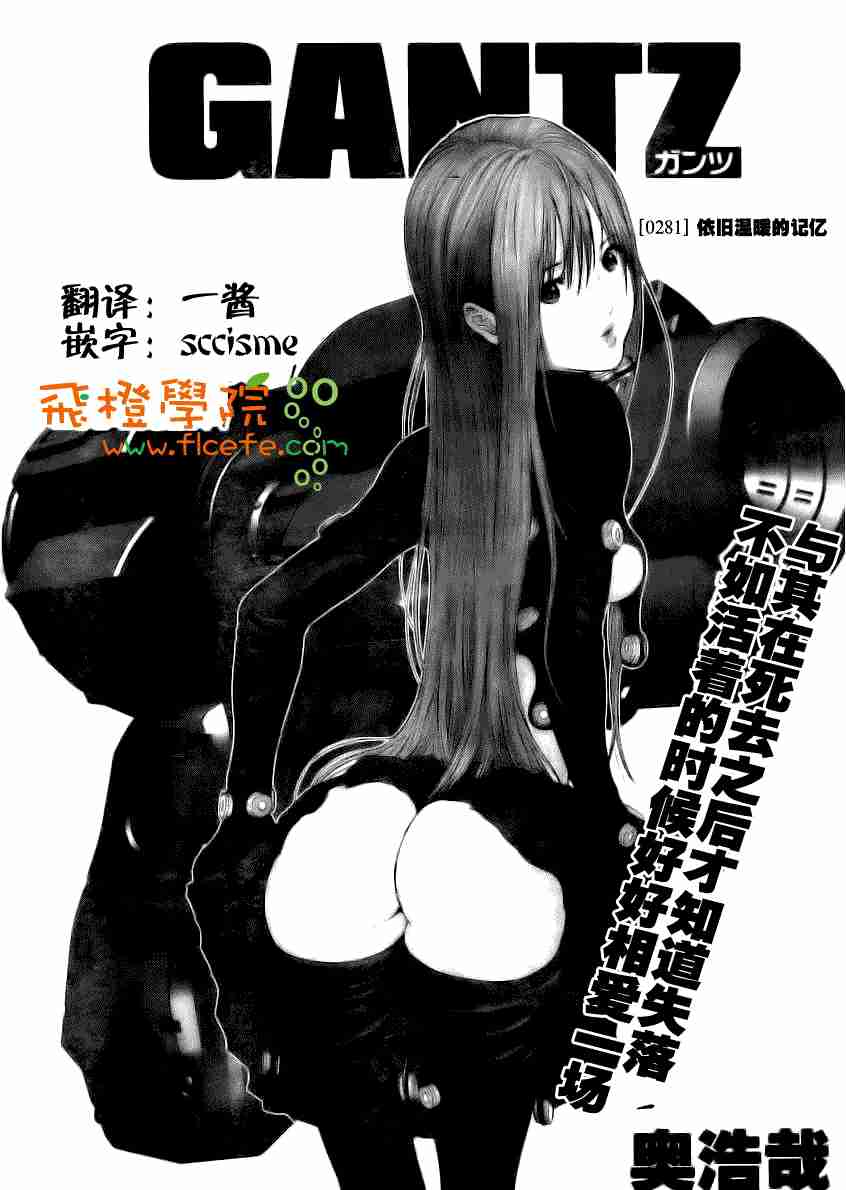 GANTZ
ガンツ
[0281] 依旧温暖的记忆
翻译：一酱
嵌字：sccisme
飛橙學院
www.flcefe.com
与其在死去之后才知道失落
不如活着的时候好好相爱一场
奥浩哉